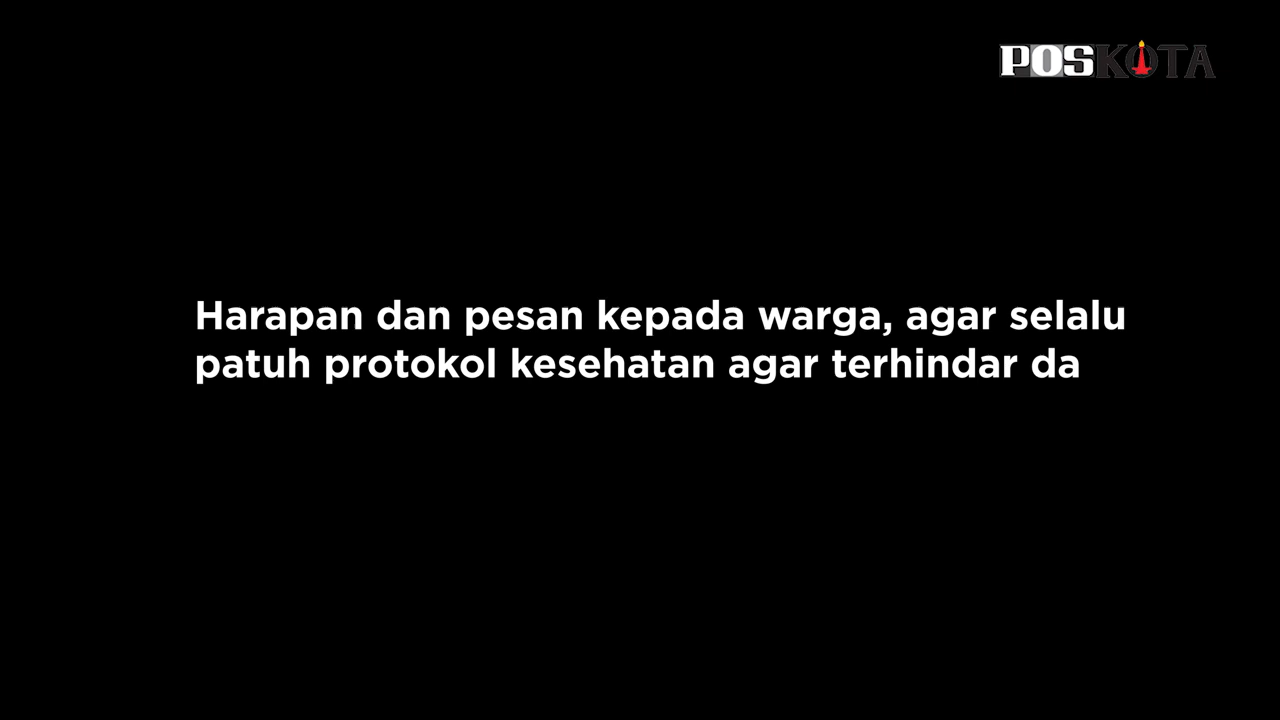 POSKOTA
Harapan dan pesan kepada warga, agar selalu
patuh protokol kesehatan agar terhindar da